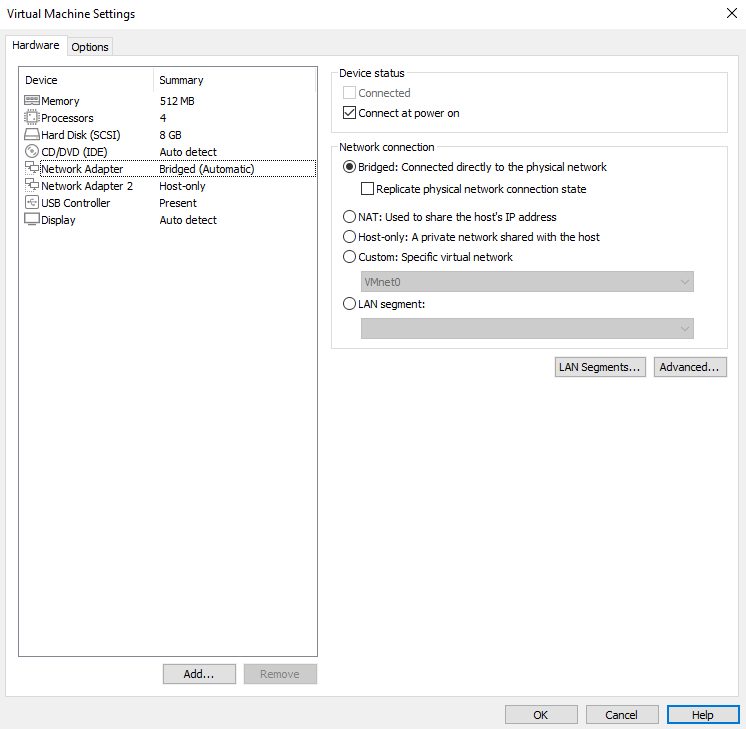 Virtual Machine Settings
Hardware Options
Device Summary
Memory 512 MB
Processors 4
Hard Disk (SCSI) 8 GB
CD/DVD (IDE) Auto detect
Network Adapter Bridged (Automatic)
Network Adapter 2 Host-only
USB Controller Present
Display Auto detect
Add... Remove
Device status
Connected
Connect at power on
Network connection
Bridged: Connected directly to the physical network
Replicate physical network connection state
NAT: Used to share the host's IP address
Host-only: A private network shared with the host
Custom: Specific virtual network
VMnet0
LAN segment:
LAN Segments... Advanced...
OK Cancel Help